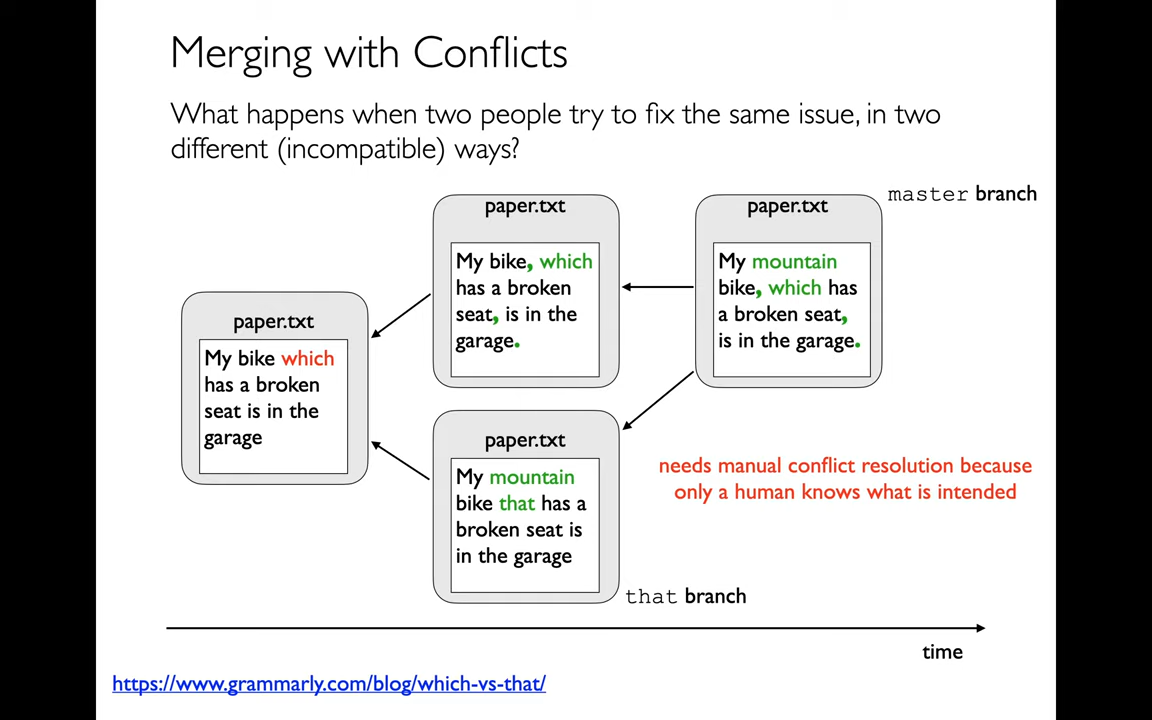 Merging with Conflicts
What happens when two people try to fix the same issue, in two
different (incompatible) ways?
master branch
paper.txt
My bike, which
has a broken
seat, is in the
garage.
paper.txt
My mountain
bike, which has
a broken seat,
is in the garage.
paper.txt
My bike which
has a broken
seat is in the
garage
paper.txt
My mountain
bike that has a
broken seat is
in the garage
needs manual conflict resolution because
only a human knows what is intended
that branch
time
https://www.grammarly.com/blog/which-vs-that/